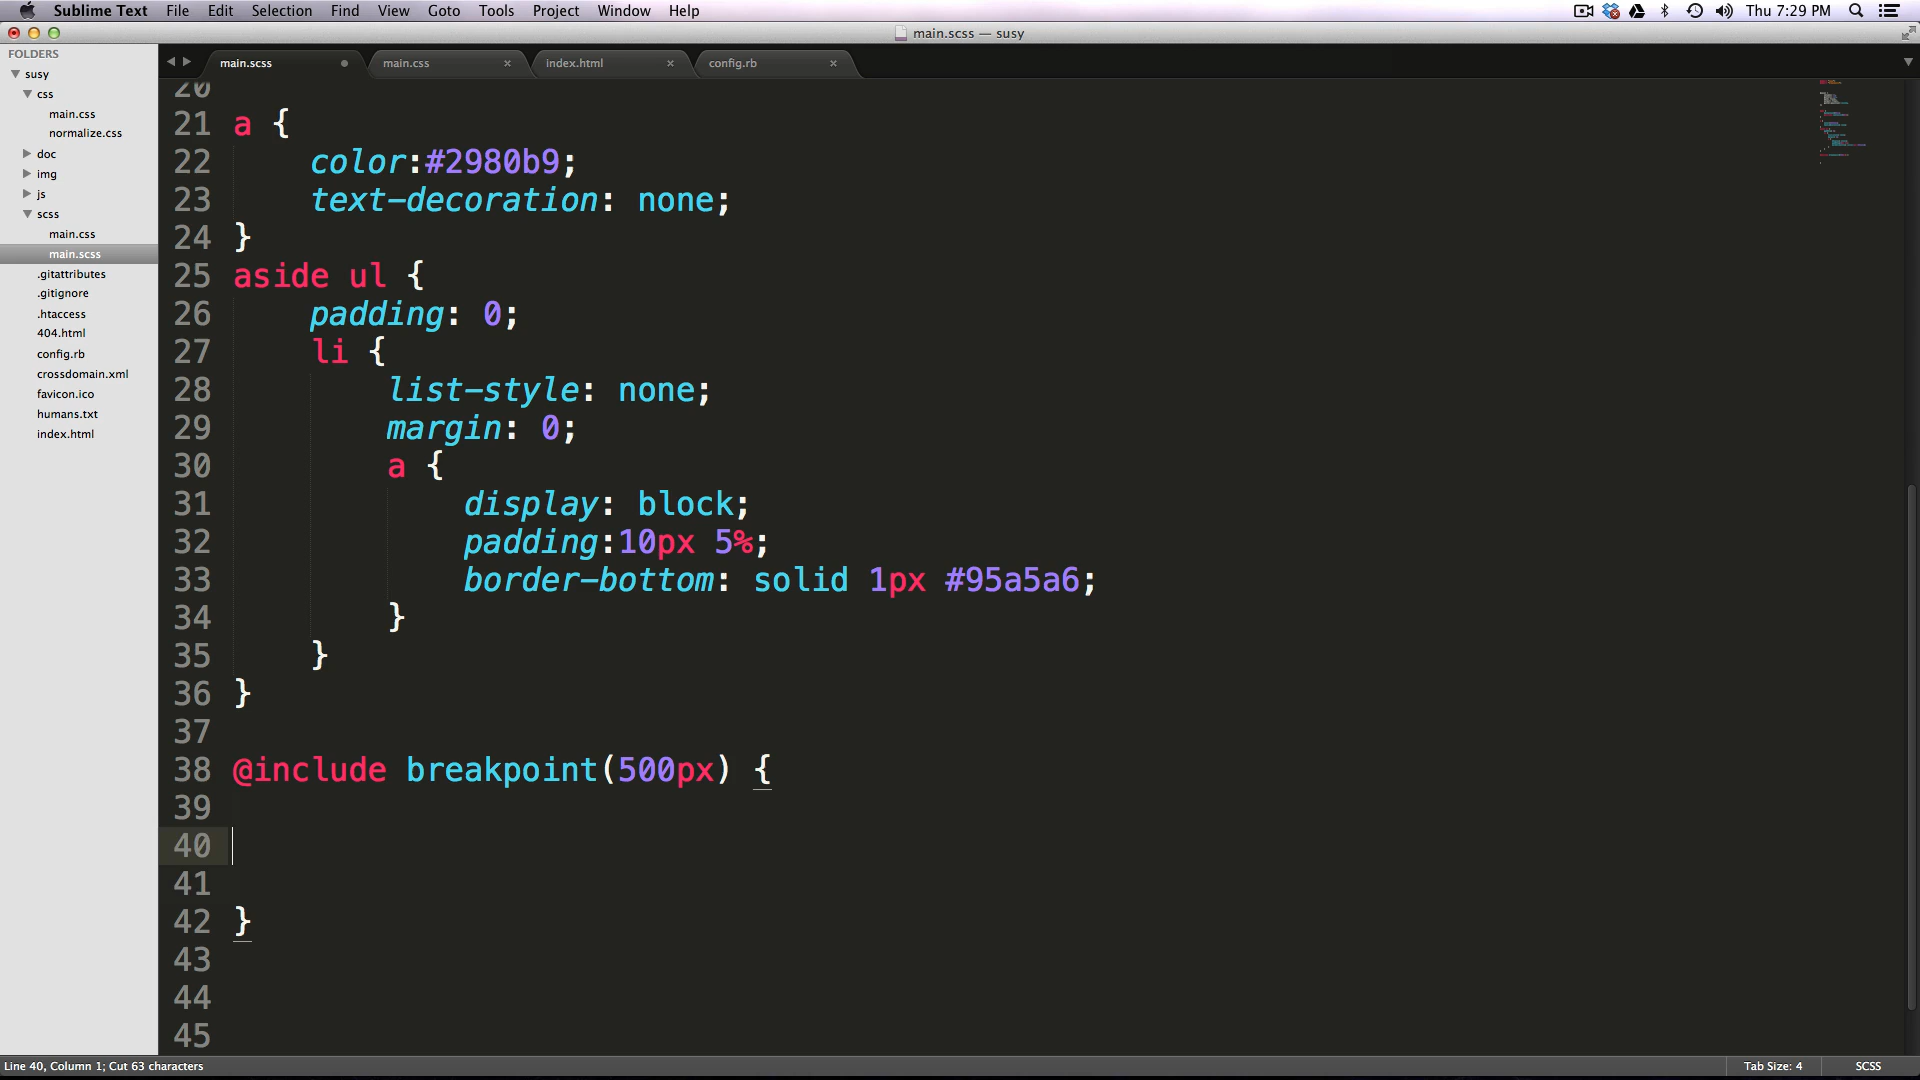 Sublime Text File Edit Selection Find View Goto Tools Project Window Help Thu 7:29 PM
main.scss — susy
FOLDERS
susy
css
main.css
normalize.css
doc
img
js
scss
main.css
main.scss
.gitattributes
.gitignore
.htaccess
404.html
config.rb
crossdomain.xml
favicon.ico
humans.txt
index.html
main.scss main.css × index.html × config.rb ×
20
21 a {
22 color:#2980b9;
23 text-decoration: none;
24 }
25 aside ul {
26 padding: 0;
27 li {
28 list-style: none;
29 margin: 0;
30 a {
31 display: block;
32 padding:10px 5%;
33 border-bottom: solid 1px #95a5a6;
34 }
35 }
36 }
37
38 @include breakpoint(500px) {
39
40
41
42 }
43
44
45
Line 40, Column 1; Cut 63 characters Tab Size: 4 SCSS